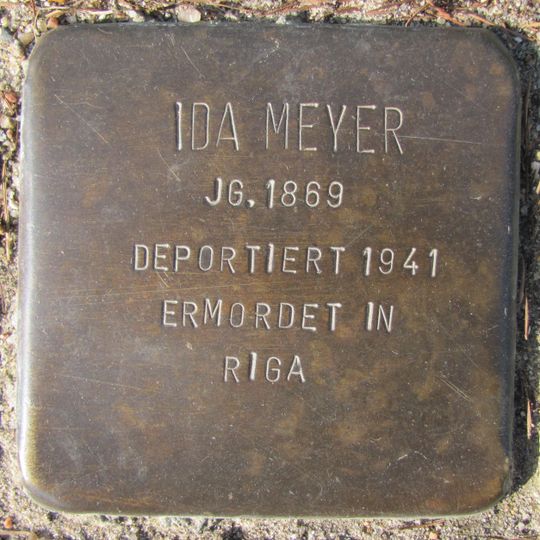 IDA MEYER
JG. 1869
DEPORTIERT 1941
ERMORDET IN
RIGA